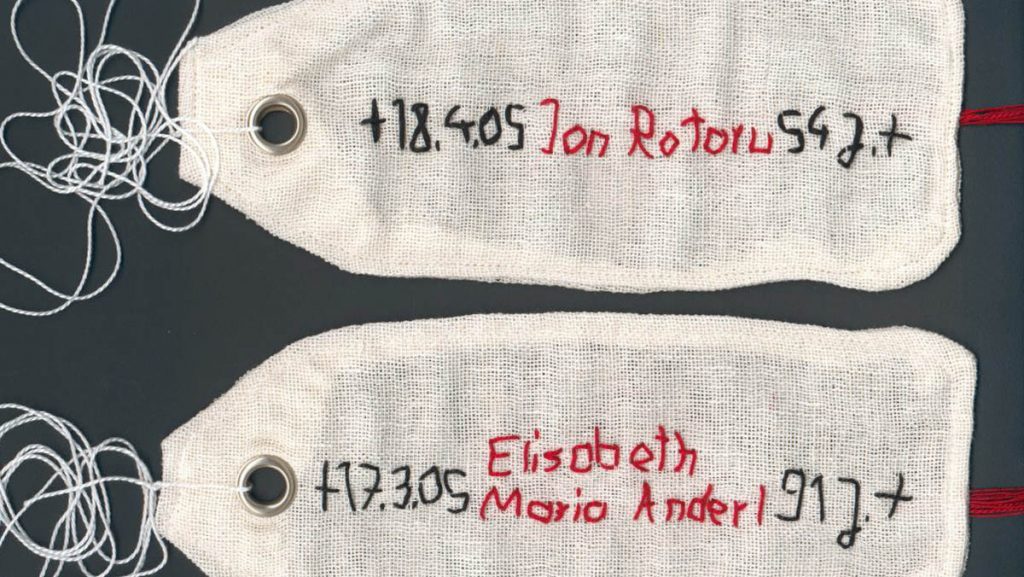 +18.4.05 Ion Rotoru 54 J.+
+17.3.05 Elisabeth
Maria Anderl 91 J.+